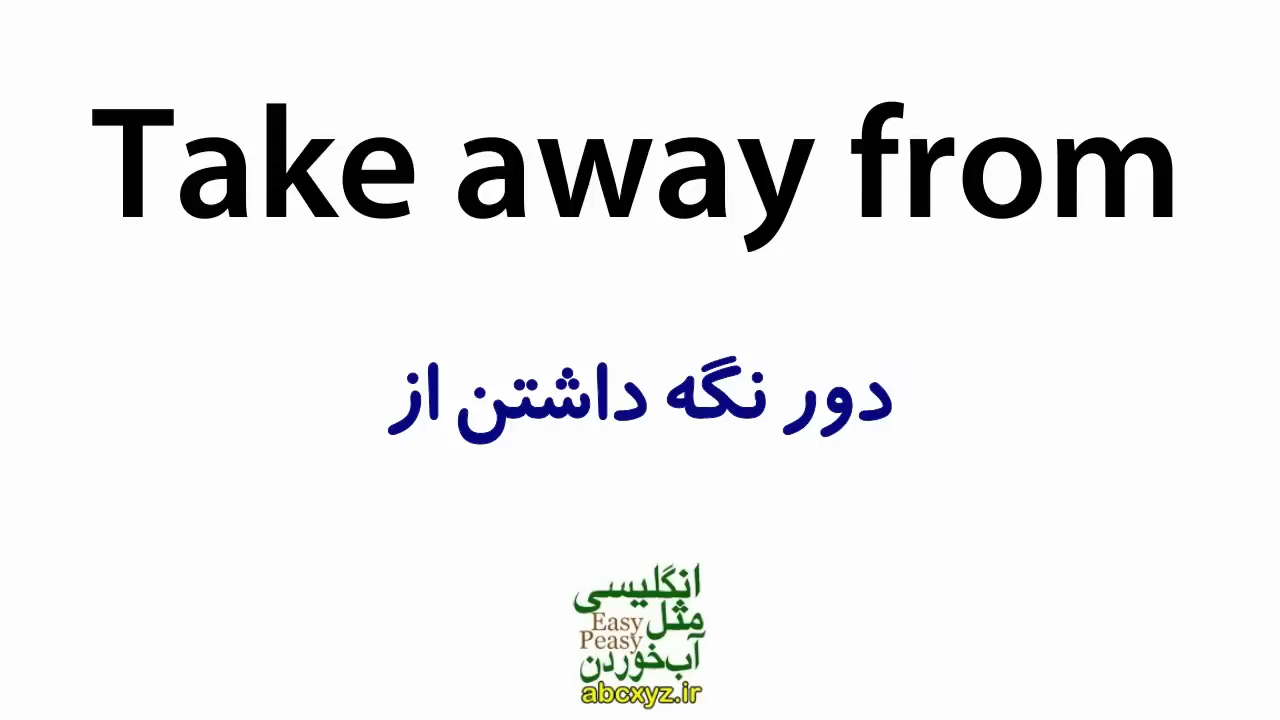 Take away from
دور نگه داشتن از
انگلیسی
مثل Easy
Peasy
آب‌خوردن
abcxyz.ir